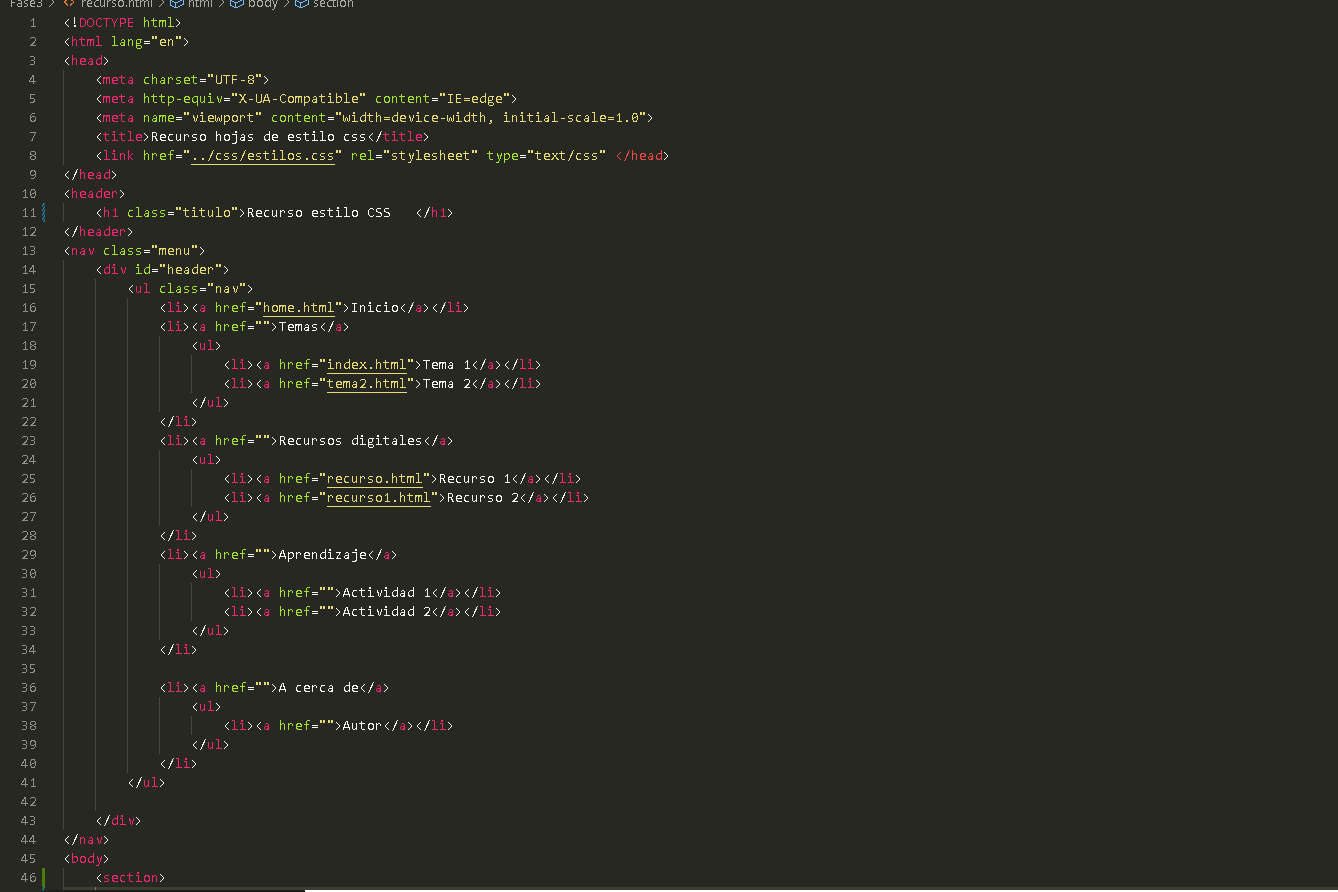 Fase3 > <> recurso.html > html > body > section
1 <!DOCTYPE html>
2 <html lang="en">
3 <head>
4 <meta charset="UTF-8">
5 <meta http-equiv="X-UA-Compatible" content="IE=edge">
6 <meta name="viewport" content="width=device-width, initial-scale=1.0">
7 <title>Recurso hojas de estilo css</title>
8 <link href="../css/estilos.css" rel="stylesheet" type="text/css" </head>
9 </head>
10 <header>
11 <h1 class="titulo">Recurso estilo CSS   </h1>
12 </header>
13 <nav class="menu">
14 <div id="header">
15 <ul class="nav">
16 <li><a href="home.html">Inicio</a></li>
17 <li><a href="">Temas</a>
18 <ul>
19 <li><a href="index.html">Tema 1</a></li>
20 <li><a href="tema2.html">Tema 2</a></li>
21 </ul>
22 </li>
23 <li><a href="">Recursos digitales</a>
24 <ul>
25 <li><a href="recurso.html">Recurso 1</a></li>
26 <li><a href="recurso1.html">Recurso 2</a></li>
27 </ul>
28 </li>
29 <li><a href="">Aprendizaje</a>
30 <ul>
31 <li><a href="">Actividad 1</a></li>
32 <li><a href="">Actividad 2</a></li>
33 </ul>
34 </li>
35
36 <li><a href="">A cerca de</a>
37 <ul>
38 <li><a href="">Autor</a></li>
39 </ul>
40 </li>
41 </ul>
42
43 </div>
44 </nav>
45 <body>
46 <section>